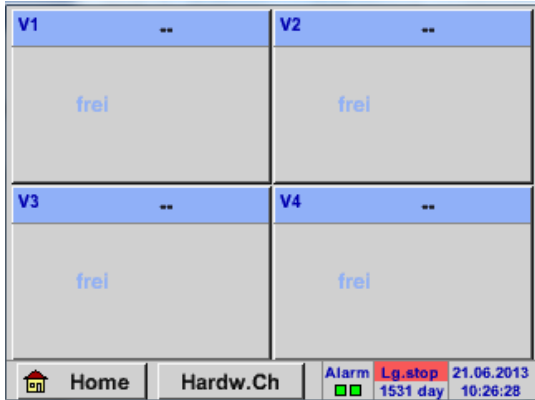 V1 --
V2 --
frei
frei
V3 --
V4 --
frei
frei
Home
Hardw.Ch
Alarm
Lg.stop
1531 day
21.06.2013
10:26:28